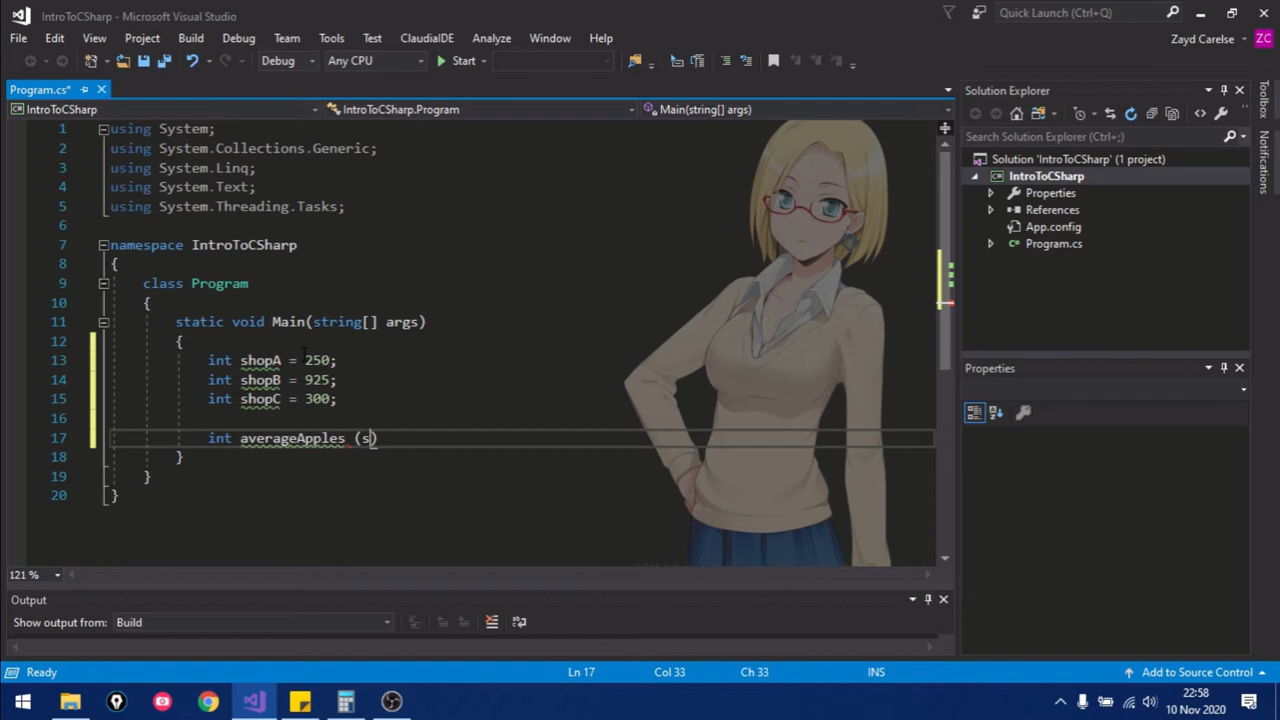 IntroToCSharp - Microsoft Visual Studio
Quick Launch (Ctrl+Q)
File Edit View Project Build Debug Team Tools Test ClaudiaIDE Analyze Window Help
Zayd Carelse ZC
Debug Any CPU Start
Program.cs*
IntroToCSharp IntroToCSharp.Program Main(string[] args)
1 using System;
2 using System.Collections.Generic;
3 using System.Linq;
4 using System.Text;
5 using System.Threading.Tasks;
6
7 namespace IntroToCSharp
8 {
9 class Program
10 {
11 static void Main(string[] args)
12 {
13 int shopA = 250;
14 int shopB = 925;
15 int shopC = 300;
16
17 int averageApples (s)
18 }
19 }
20 }
121 %
Output
Show output from: Build
Solution Explorer
Search Solution Explorer (Ctrl+;)
Solution 'IntroToCSharp' (1 project)
IntroToCSharp
Properties
References
App.config
Program.cs
Properties
Toolbox
Notifications
Ready Ln 17 Col 33 Ch 33 INS Add to Source Control
22:58
10 Nov 2020